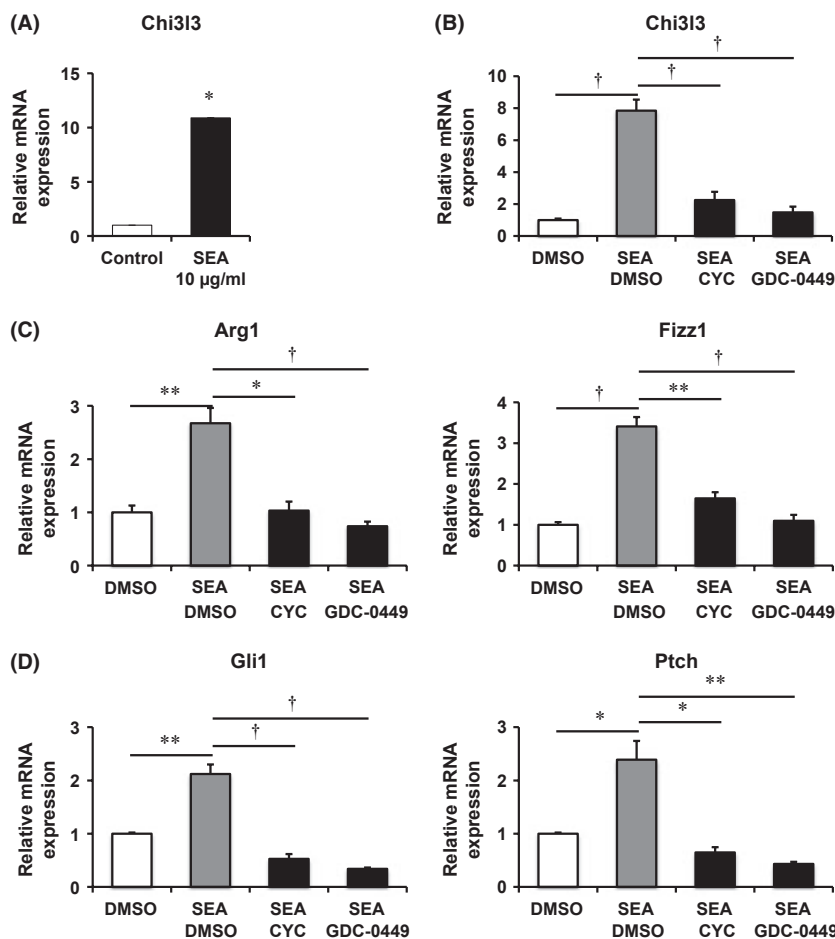 (A)
Chi3l3
Relative mRNA
expression
15
10
5
0
*
Control
SEA
10 µg/ml
(B)
Chi3l3
Relative mRNA
expression
10
8
6
4
2
0
†
†
†
DMSO
SEA
DMSO
SEA
CYC
SEA
GDC-0449
(C)
Arg1
Relative mRNA
expression
3
2
1
0
†
**
*
DMSO
SEA
DMSO
SEA
CYC
SEA
GDC-0449
Fizz1
Relative mRNA
expression
4
3
2
1
0
†
†
**
DMSO
SEA
DMSO
SEA
CYC
SEA
GDC-0449
(D)
Gli1
Relative mRNA
expression
3
2
1
0
†
**
†
DMSO
SEA
DMSO
SEA
CYC
SEA
GDC-0449
Ptch
Relative mRNA
expression
3
2
1
0
**
*
*
DMSO
SEA
DMSO
SEA
CYC
SEA
GDC-0449